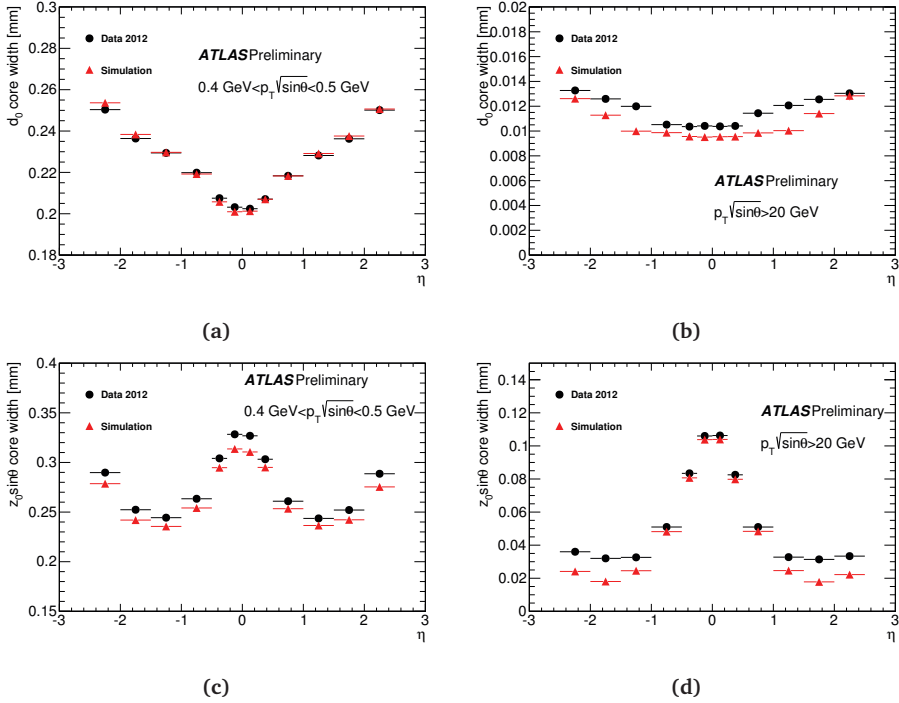 d₀ core width [mm]
0.3
0.28
0.26
0.24
0.22
0.2
0.18
-3 -2 -1 0 1 2 3
η
Data 2012
Simulation
ATLAS Preliminary
0.4 GeV<p_T√sinθ<0.5 GeV
(a)
d₀ core width [mm]
0.02
0.018
0.016
0.014
0.012
0.01
0.008
0.006
0.004
0.002
0
-3 -2 -1 0 1 2 3
η
Data 2012
Simulation
ATLAS Preliminary
p_T√sinθ>20 GeV
(b)
z₀sinθ core width [mm]
0.4
0.35
0.3
0.25
0.2
0.15
-3 -2 -1 0 1 2 3
η
Data 2012
Simulation
ATLAS Preliminary
0.4 GeV<p_T√sinθ<0.5 GeV
(c)
z₀sinθ core width [mm]
0.14
0.12
0.1
0.08
0.06
0.04
0.02
0
-3 -2 -1 0 1 2 3
η
Data 2012
Simulation
ATLAS Preliminary
p_T√sinθ>20 GeV
(d)